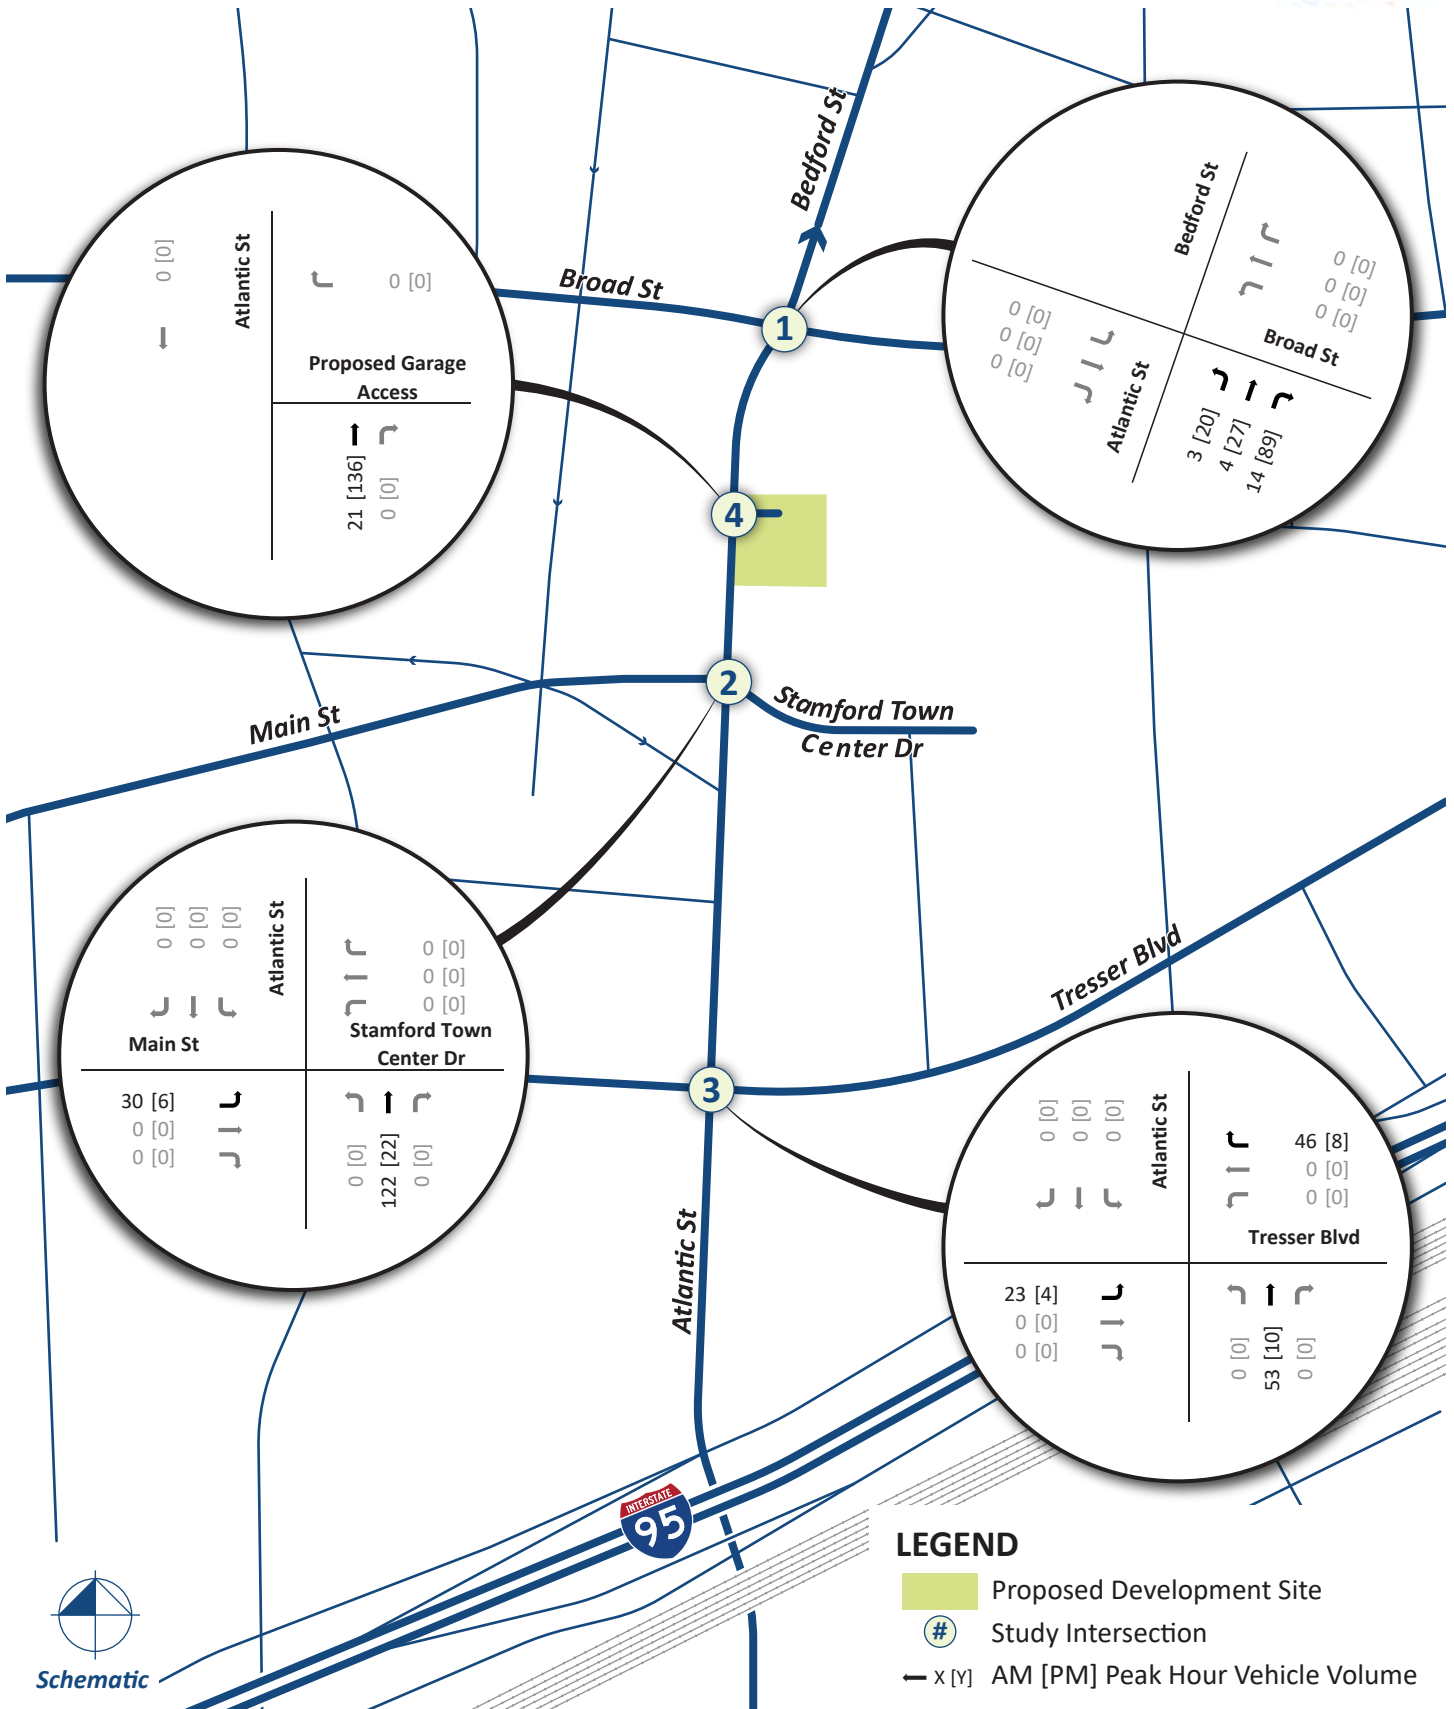 Bedford St
Broad St
1
0 [0]
Atlantic St
0 [0]
Proposed Garage
Access
21 [136]
0 [0]
Bedford St
0 [0]
0 [0]
0 [0]
Broad St
0 [0]
0 [0]
0 [0]
Atlantic St
3 [20]
4 [27]
14 [89]
4
2
Stamford Town
Center Dr
Main St
0 [0]
0 [0]
0 [0]
Atlantic St
0 [0]
0 [0]
0 [0]
Main St
Stamford Town
Center Dr
30 [6]
0 [0]
0 [0]
0 [0]
122 [22]
0 [0]
Tresser Blvd
3
0 [0]
0 [0]
0 [0]
Atlantic St
46 [8]
0 [0]
0 [0]
Tresser Blvd
23 [4]
0 [0]
0 [0]
0 [0]
53 [10]
0 [0]
Atlantic St
INTERSTATE
95
Schematic
LEGEND
Proposed Development Site
# Study Intersection
X [Y] AM [PM] Peak Hour Vehicle Volume